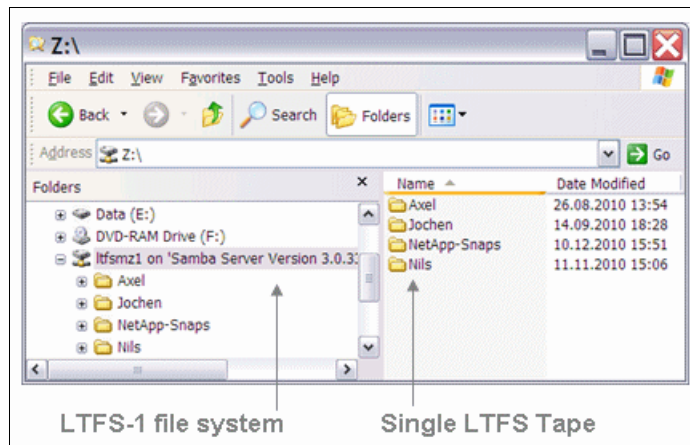 Z:\
File Edit View Favorites Tools Help
Back Search Folders
Address Z:\ Go
Folders x Name Date Modified
Data (E:)
DVD-RAM Drive (F:)
ltfsmz1 on 'Samba Server Version 3.0.3
Axel
Jochen
NetApp-Snaps
Nils
Axel 26.08.2010 13:54
Jochen 14.09.2010 18:28
NetApp-Snaps 10.12.2010 15:51
Nils 11.11.2010 15:06
LTFS-1 file system Single LTFS Tape